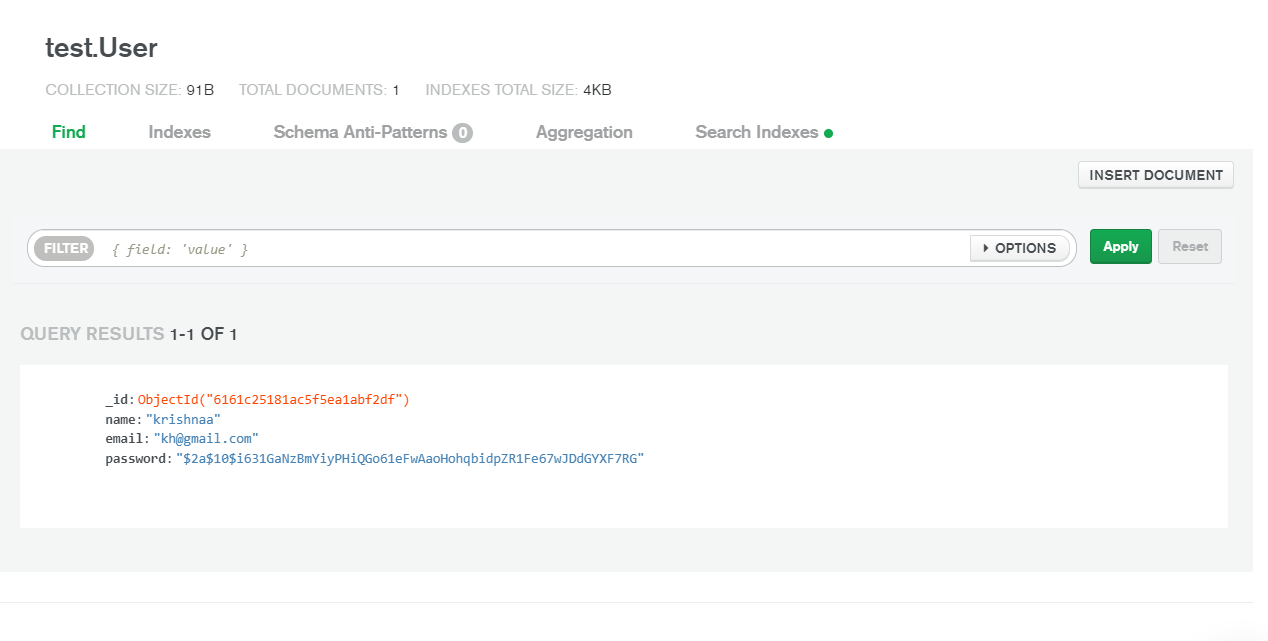 test.User
COLLECTION SIZE: 91B TOTAL DOCUMENTS: 1 INDEXES TOTAL SIZE: 4KB
Find Indexes Schema Anti-Patterns 0 Aggregation Search Indexes
INSERT DOCUMENT
FILTER { field: 'value' } OPTIONS Apply Reset
QUERY RESULTS 1-1 OF 1
_id: ObjectId("6161c25181ac5f5ea1abf2df")
name: "krishnaa"
email: "kh@gmail.com"
password: "$2a$10$i631GaNzBmYiyPHiQGo61eFwAaoHohqbidpZR1Fe67wJDdGYXF7RG"